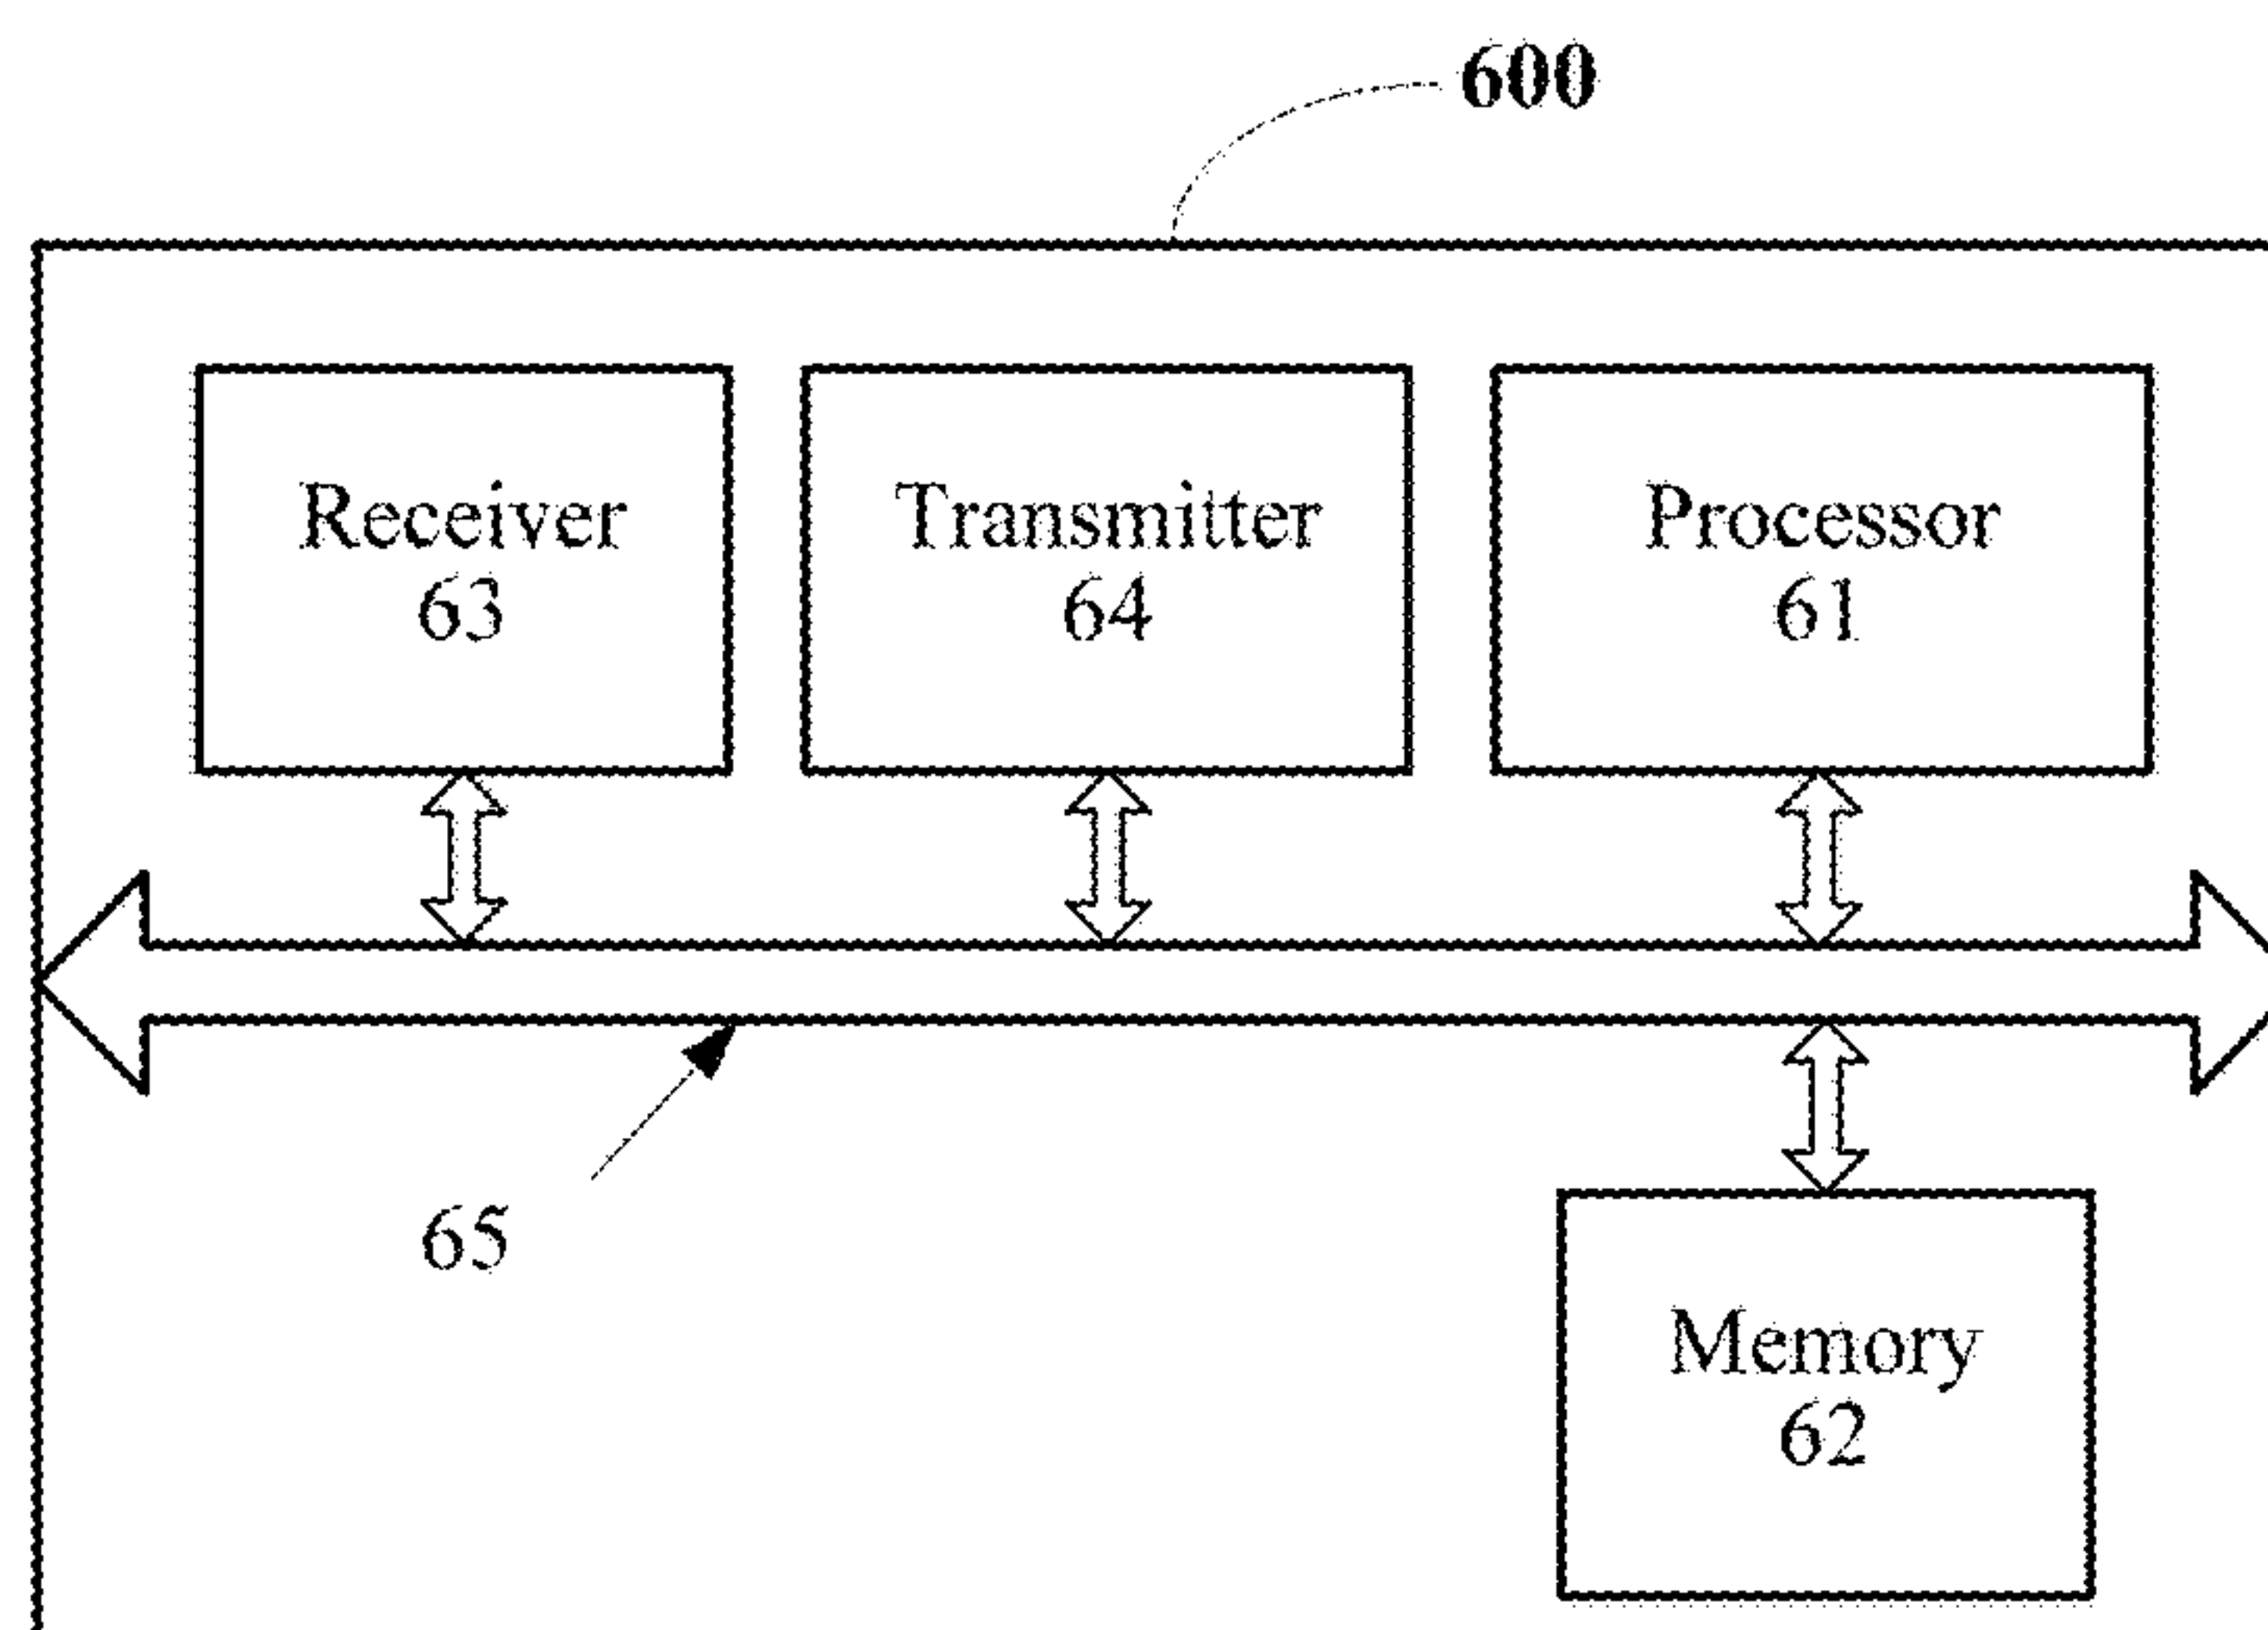 600
Receiver
63
Transmitter
64
Processor
61
65
Memory
62